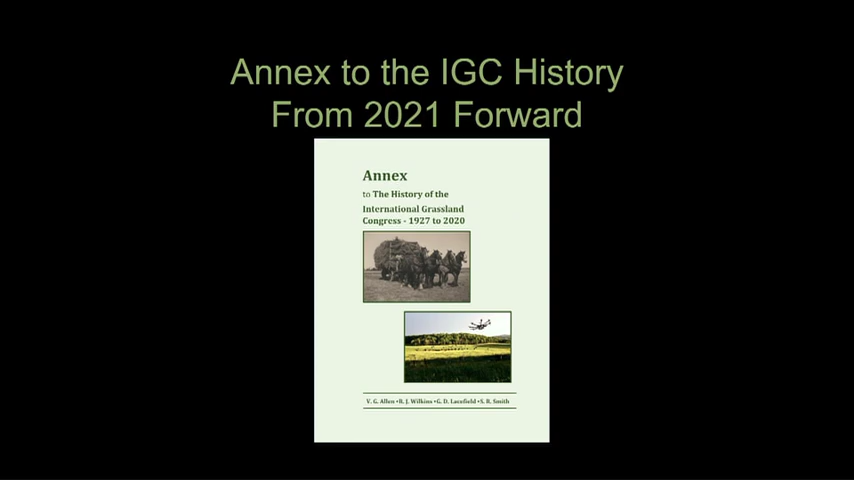 Annex to the IGC History
From 2021 Forward
Annex
to The History of the
International Grassland
Congress - 1927 to 2020
V. G. Allen •R. J. Wilkins •G. D. Lacefield •S. R. Smith